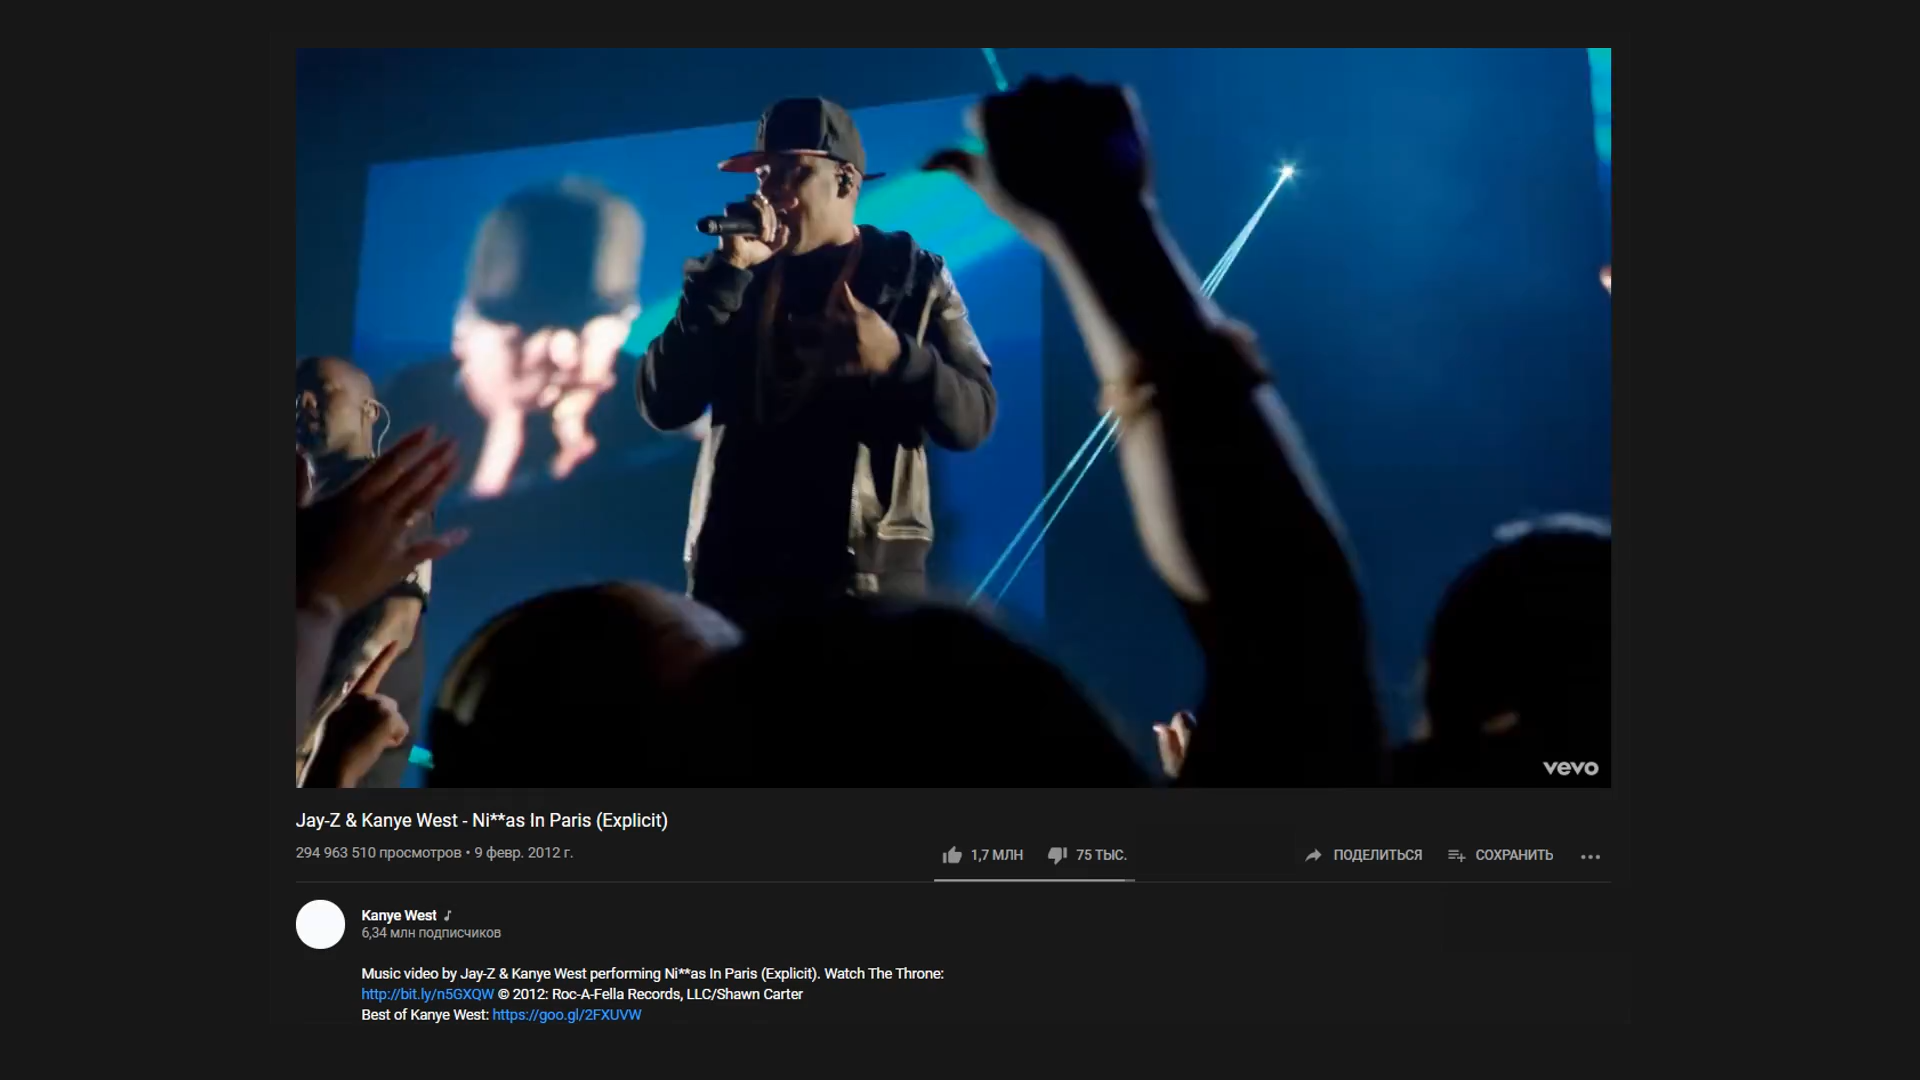 vevo
Jay-Z & Kanye West - Ni**as In Paris (Explicit)
294 963 510 просмотров • 9 февр. 2012 г.
1,7 МЛН 75 ТЫС. ПОДЕЛИТЬСЯ СОХРАНИТЬ
Kanye West
6,34 млн подписчиков
Music video by Jay-Z & Kanye West performing Ni**as In Paris (Explicit). Watch The Throne:
http://bit.ly/n5GXQW © 2012: Roc-A-Fella Records, LLC/Shawn Carter
Best of Kanye West: https://goo.gl/2FXUVW